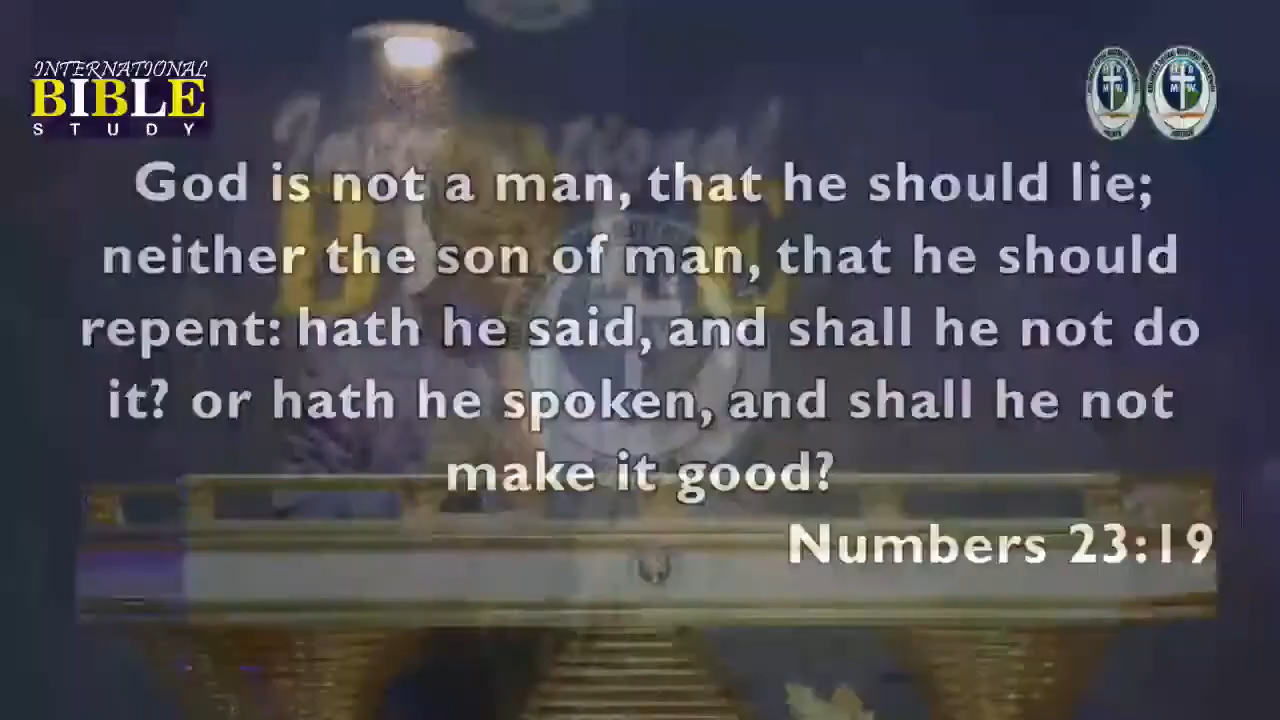 INTERNATIONAL
BIBLE
STUDY
God is not a man, that he should lie;
neither the son of man, that he should
repent: hath he said, and shall he not do
it? or hath he spoken, and shall he not
make it good?
Numbers 23:19